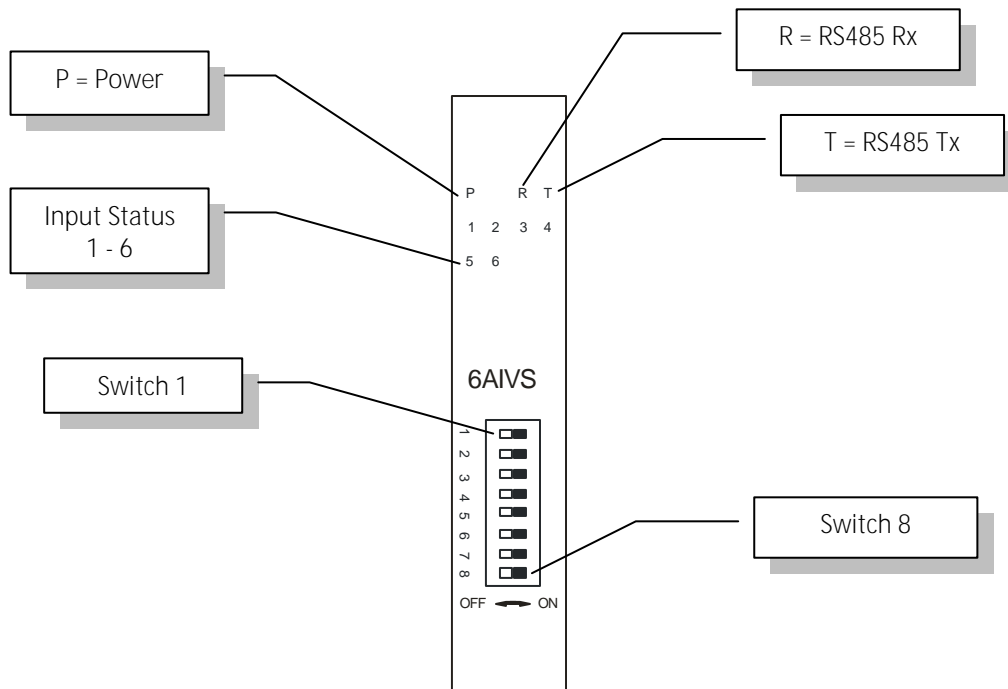 R = RS485 Rx
P = Power
T = RS485 Tx
P R T
Input Status
1 - 6
1 2 3 4
5 6
Switch 1
6AIVS
1
2
3
4
5
6
7
8
Switch 8
OFF ON